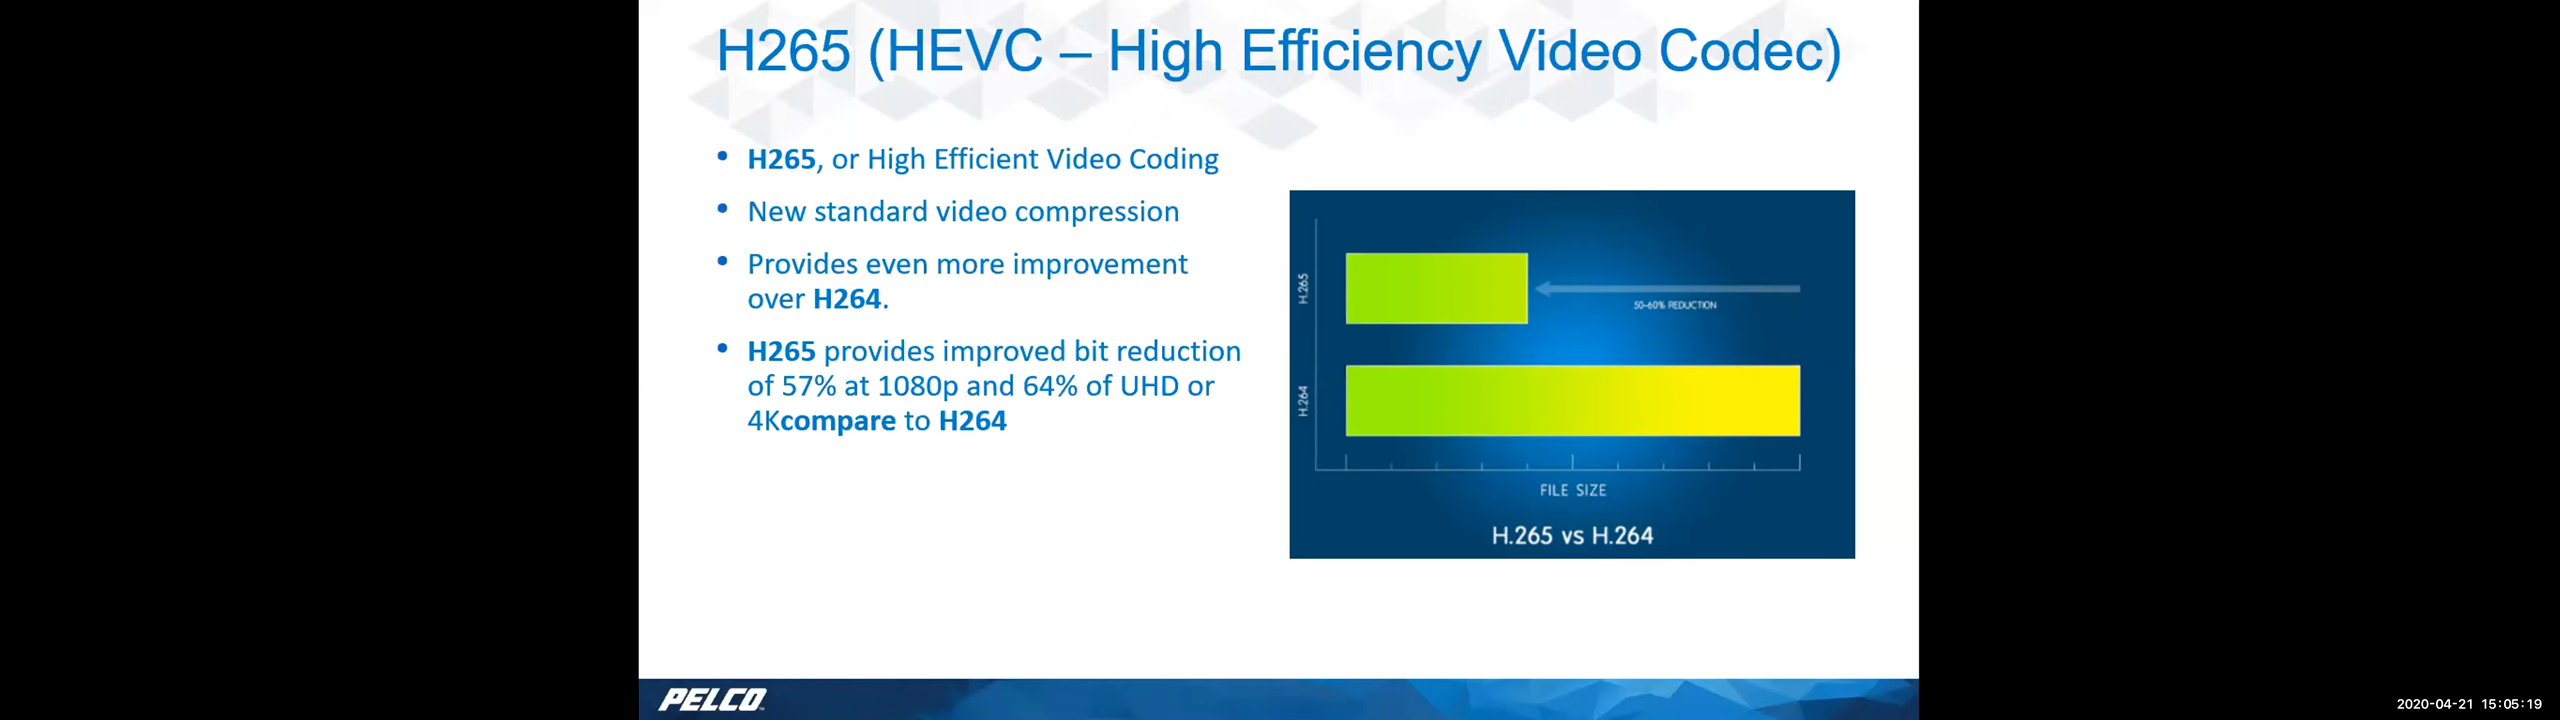 H265 (HEVC – High Efficiency Video Codec)
• H265, or High Efficient Video Coding
• New standard video compression
• Provides even more improvement
over H264.
• H265 provides improved bit reduction
of 57% at 1080p and 64% of UHD or
4Kcompare to H264
H.265
50-60% REDUCTION
H.264
FILE SIZE
H.265 vs H.264
PELCO™
2020-04-21 15:05:19